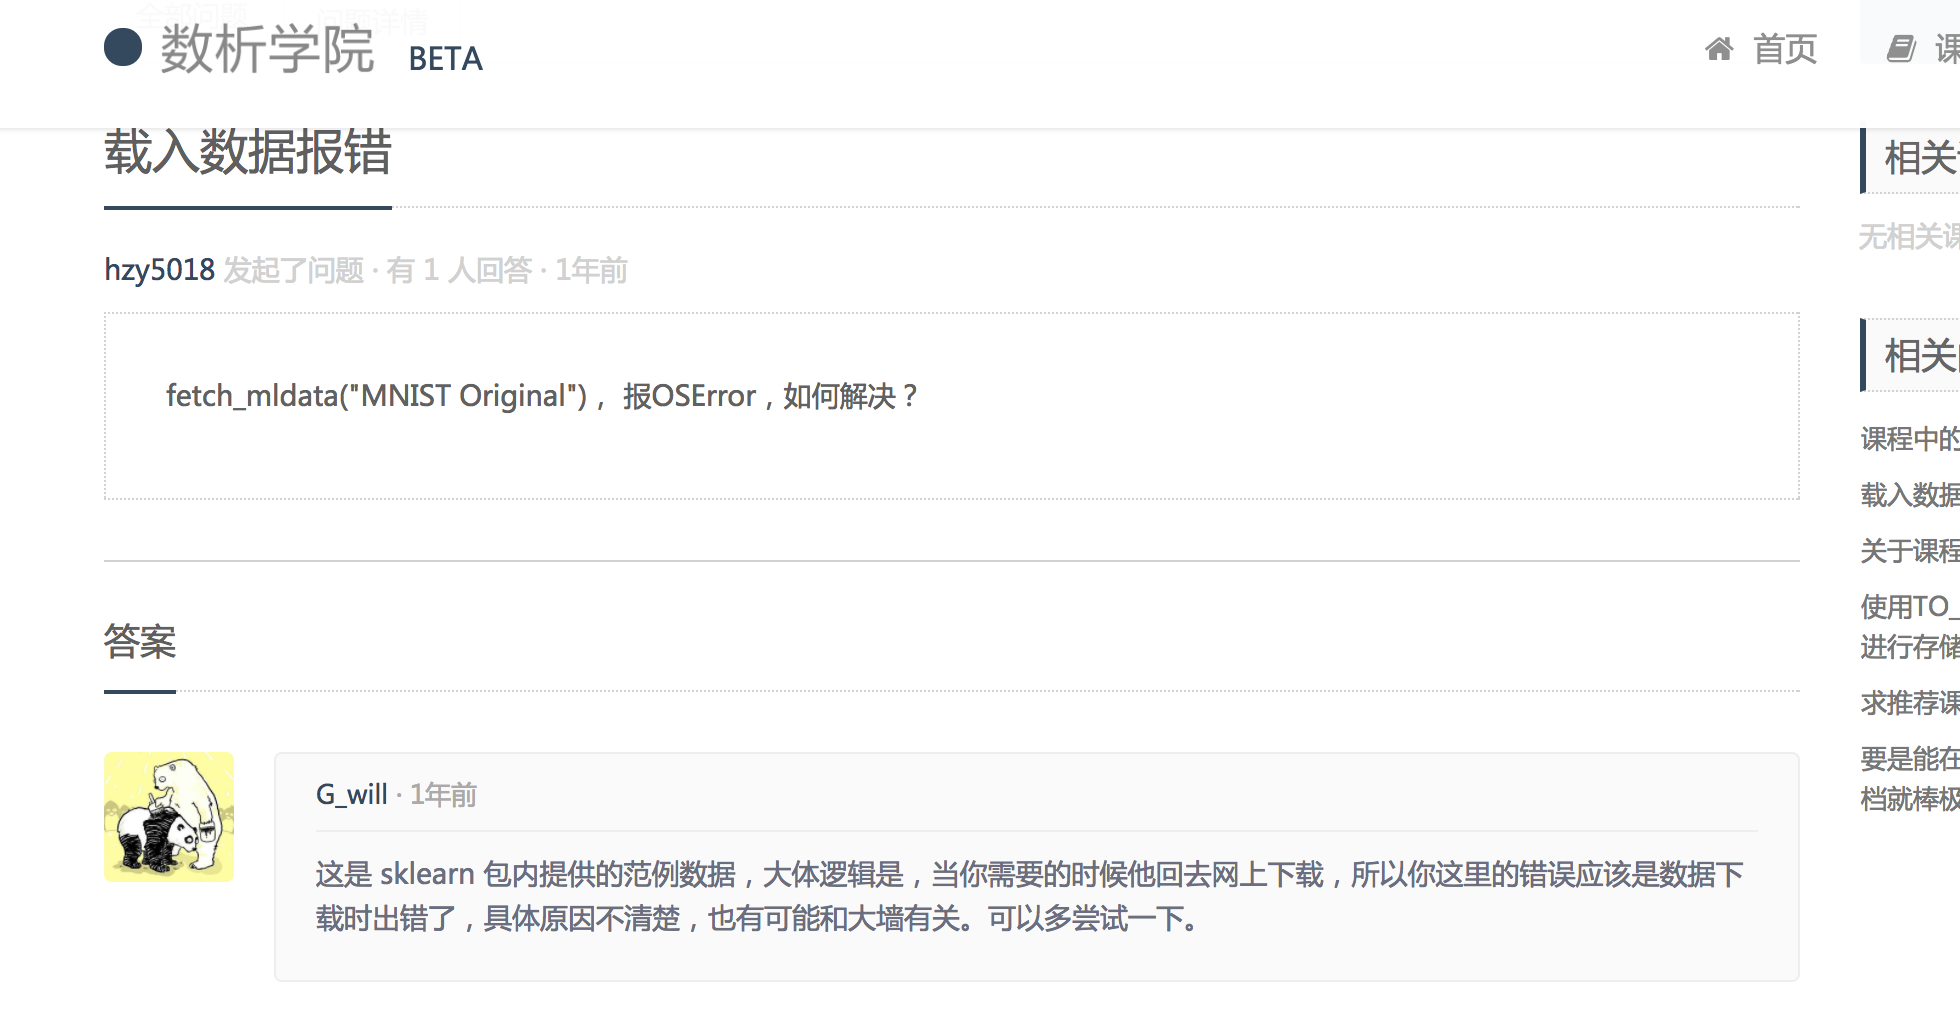 全部问题 问题详情
数析学院 BETA
首页
课
载入数据报错
hzy5018 发起了问题 · 有 1 人回答 · 1年前
fetch_mldata("MNIST Original")， 报OSError，如何解决？
答案
G_will · 1年前
这是 sklearn 包内提供的范例数据，大体逻辑是，当你需要的时候他回去网上下载，所以你这里的错误应该是数据下
载时出错了，具体原因不清楚，也有可能和大墙有关。可以多尝试一下。
相关
无相关课
相关
课程中的
载入数据
关于课程
使用TO_
进行存储
求推荐课
要是能在
档就棒极